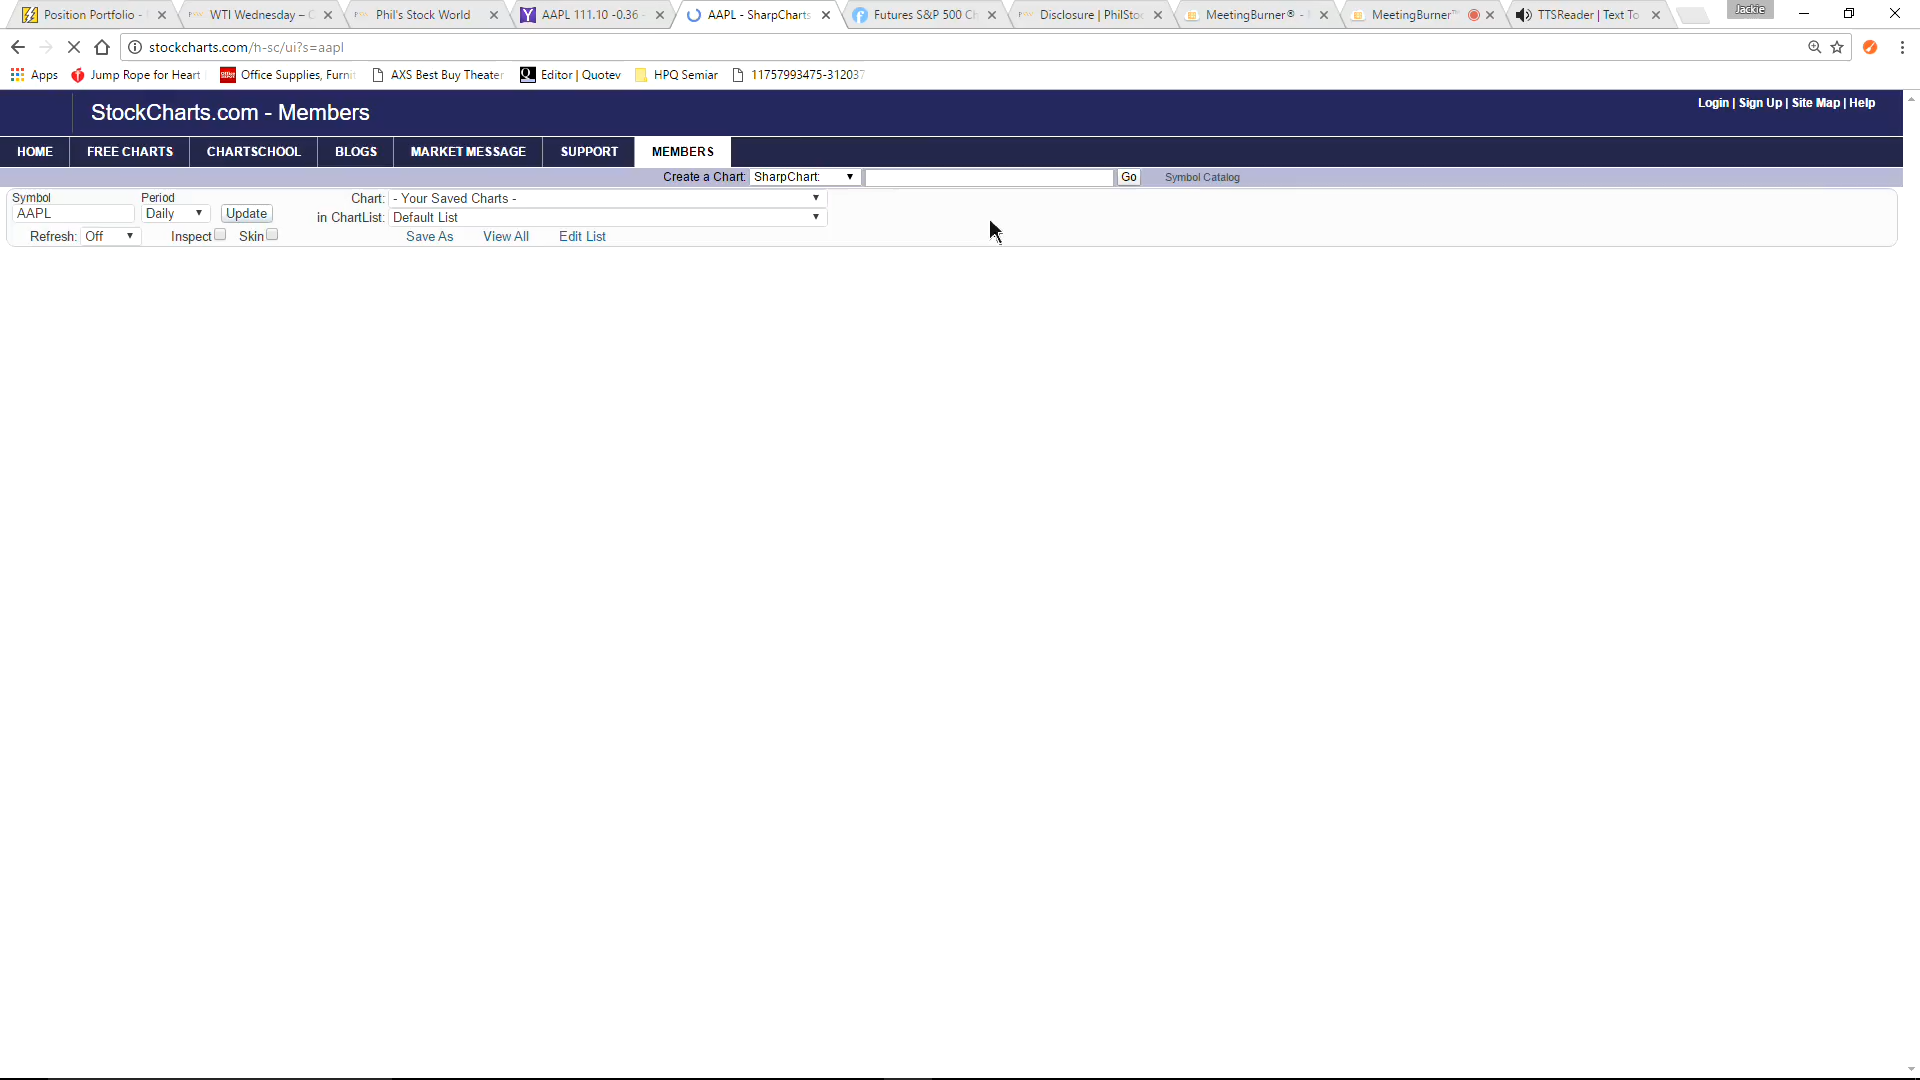 Position Portfolio - WTI Wednesday – Phil's Stock World AAPL 111.10 -0.36 - AAPL - SharpCharts Futures S&P 500 Disclosure | PhilSto MeetingBurner® - MeetingBurner™ TTSReader | Text To Jackie
stockcharts.com/h-sc/ui?s=aapl
Apps Jump Rope for Heart Office Supplies, Furni AXS Best Buy Theater Editor | Quotev HPQ Semiar 11757993475-312037
StockCharts.com - Members Login | Sign Up | Site Map | Help
HOME FREE CHARTS CHARTSCHOOL BLOGS MARKET MESSAGE SUPPORT MEMBERS
Create a Chart: SharpChart: Go Symbol Catalog
Symbol Period Chart: - Your Saved Charts -
AAPL Daily Update in ChartList: Default List
Refresh: Off Inspect Skin Save As View All Edit List